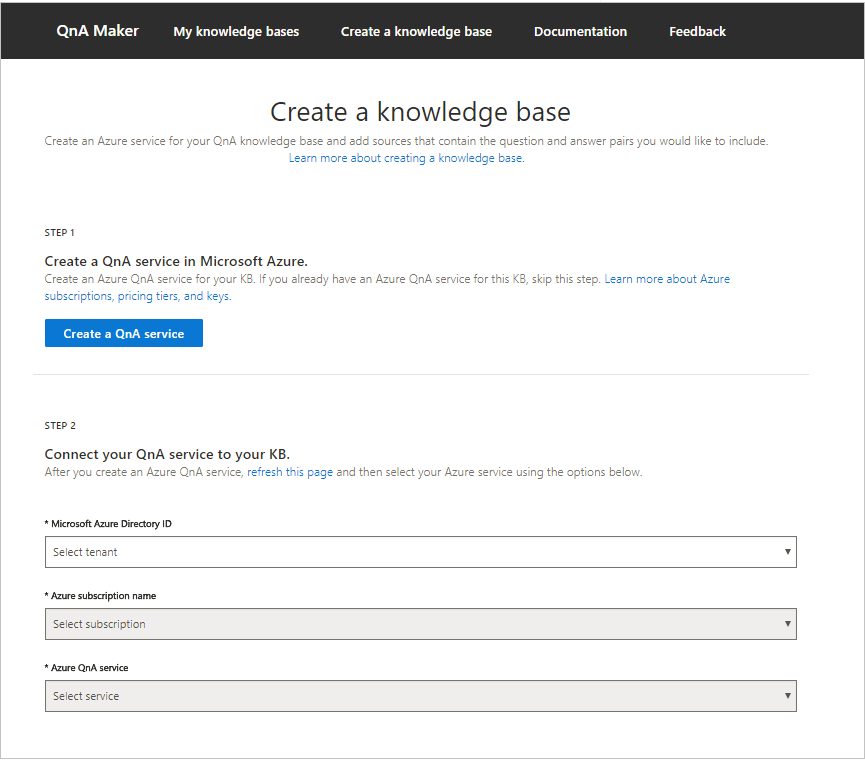 QnA Maker My knowledge bases Create a knowledge base Documentation Feedback
Create a knowledge base
Create an Azure service for your QnA knowledge base and add sources that contain the question and answer pairs you would like to include.
Learn more about creating a knowledge base.
STEP 1
Create a QnA service in Microsoft Azure.
Create an Azure QnA service for your KB. If you already have an Azure QnA service for this KB, skip this step. Learn more about Azure
subscriptions, pricing tiers, and keys.
Create a QnA service
STEP 2
Connect your QnA service to your KB.
After you create an Azure QnA service, refresh this page and then select your Azure service using the options below.
* Microsoft Azure Directory ID
Select tenant
* Azure subscription name
Select subscription
* Azure QnA service
Select service